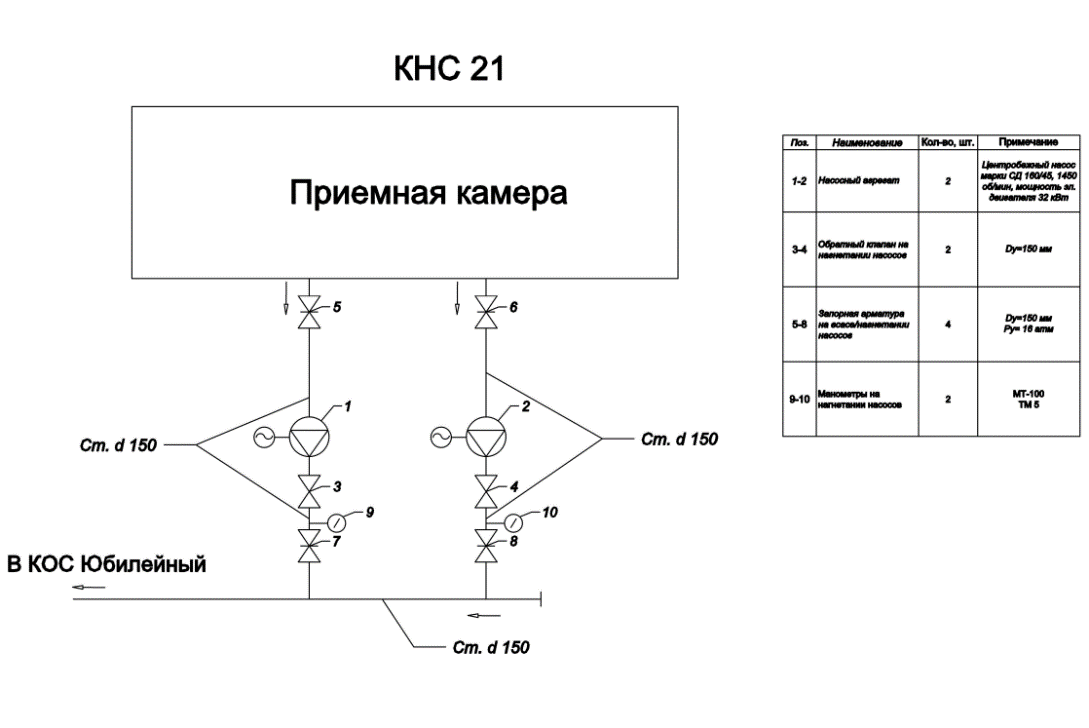 КНС 21
Приемная камера
5
6
1
2
Ст. d 150
Ст. d 150
3
4
9
10
7
8
В КОС Юбилейный
Ст. d 150
Поз. Наименование Кол-во, шт. Примечание
1-2 Насосный агрегат 2 Центробежный насос
марки СД 160/45, 1450
об/мин, мощность эл.
двигателя 32 кВт
3-4 Обратный клапан на
нагнетании насосов 2 Dy=150 мм
5-8 Запорная арматура
на всасе/нагнетании
насосов 4 Dy=150 мм
Ру= 16 атм
9-10 Манометры на
нагнетании насосов 2 МТ-100
ТМ 5